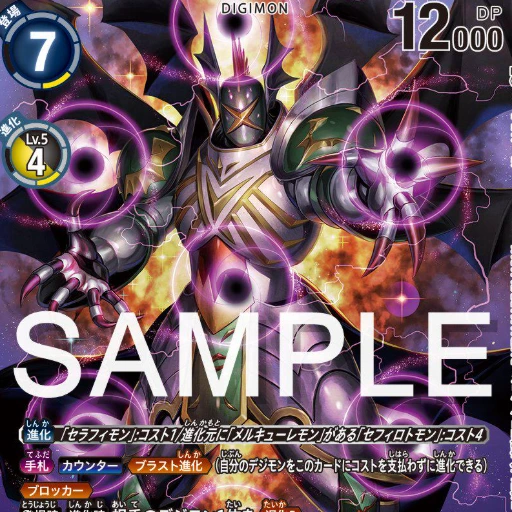 DIGIMON
登場
7
12000
DP
進化
Lv.5
4
SAMPLE
進化 「セラフィモン」:コスト1/進化元に「メルキューレモン」がある「セフィロトモン」:コスト4
手札 カウンター ブラスト進化 (自分のデジモンをこのカードにコストを支払わずに進化できる)
ブロッカー